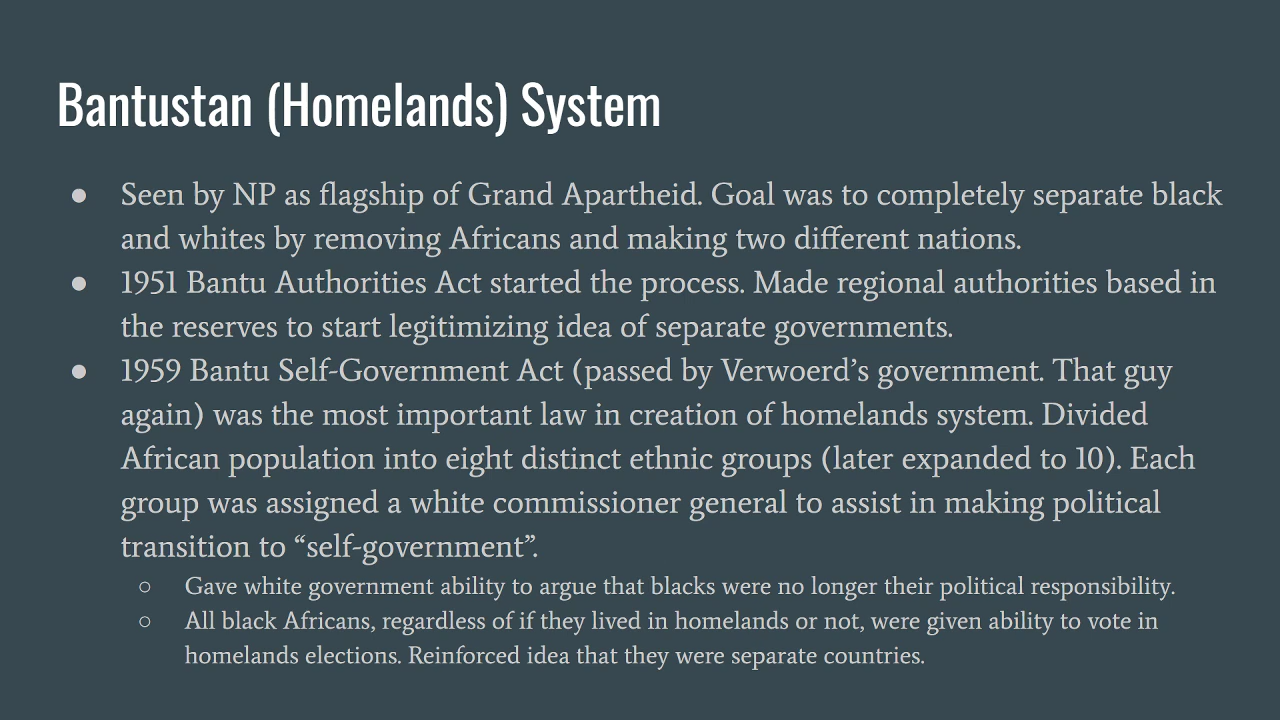 Bantustan (Homelands) System
● Seen by NP as flagship of Grand Apartheid. Goal was to completely separate black
and whites by removing Africans and making two different nations.
● 1951 Bantu Authorities Act started the process. Made regional authorities based in
the reserves to start legitimizing idea of separate governments.
● 1959 Bantu Self-Government Act (passed by Verwoerd’s government. That guy
again) was the most important law in creation of homelands system. Divided
African population into eight distinct ethnic groups (later expanded to 10). Each
group was assigned a white commissioner general to assist in making political
transition to “self-government”.
○ Gave white government ability to argue that blacks were no longer their political responsibility.
○ All black Africans, regardless of if they lived in homelands or not, were given ability to vote in
homelands elections. Reinforced idea that they were separate countries.